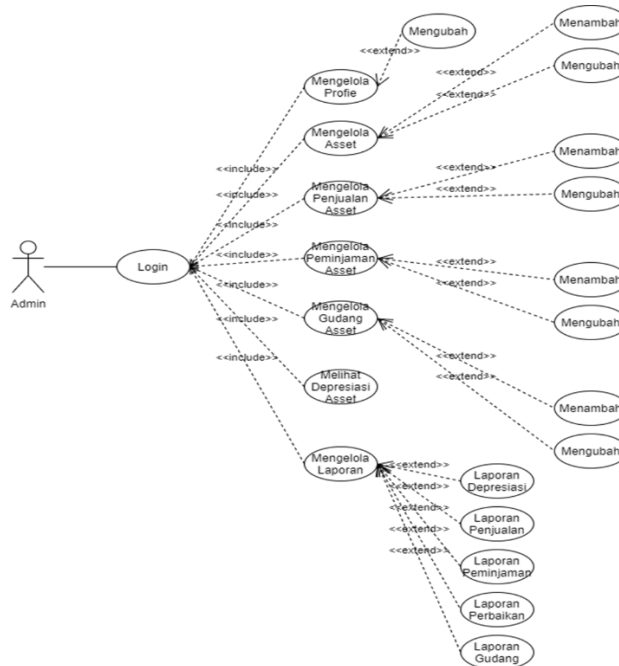 Mengubah
<<extend>>
Menambah
<<extend>>
Mengubah
<<extend>>
Mengelola
Profie
Mengelola
Asset
<<include>>
<<include>>
<<include>>
<<include>>
<<include>>
<<include>>
<<include>>
Menambah
<<extend>>
Mengubah
<<extend>>
Mengelola
Penjualan
Asset
Mengelola
Peminjaman
Asset
<<extend>>
Menambah
<<extend>>
Mengubah
Login
Admin
Mengelola
Gudang
Asset
<<extend>>
<<extend>>
Menambah
Mengubah
Melihat
Depresiasi
Asset
Mengelola
Laporan
<<extend>>
<<extend>>
<<extend>>
<<extend>>
<<extend>>
Laporan
Depresiasi
Laporan
Penjualan
Laporan
Peminjaman
Laporan
Perbaikan
Laporan
Gudang